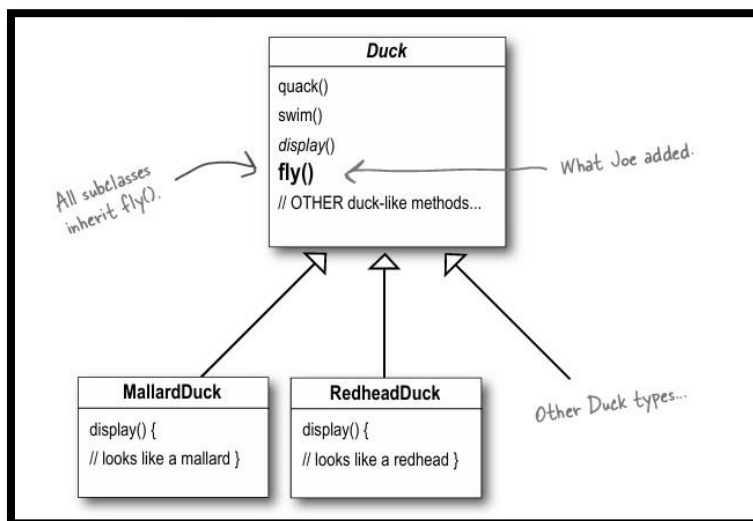 Duck
quack()
swim()
display()
fly()
// OTHER duck-like methods...
All subclasses
inherit fly().
What Joe added.
MallardDuck
display() {
// looks like a mallard }
RedheadDuck
display() {
// looks like a redhead }
Other Duck types...